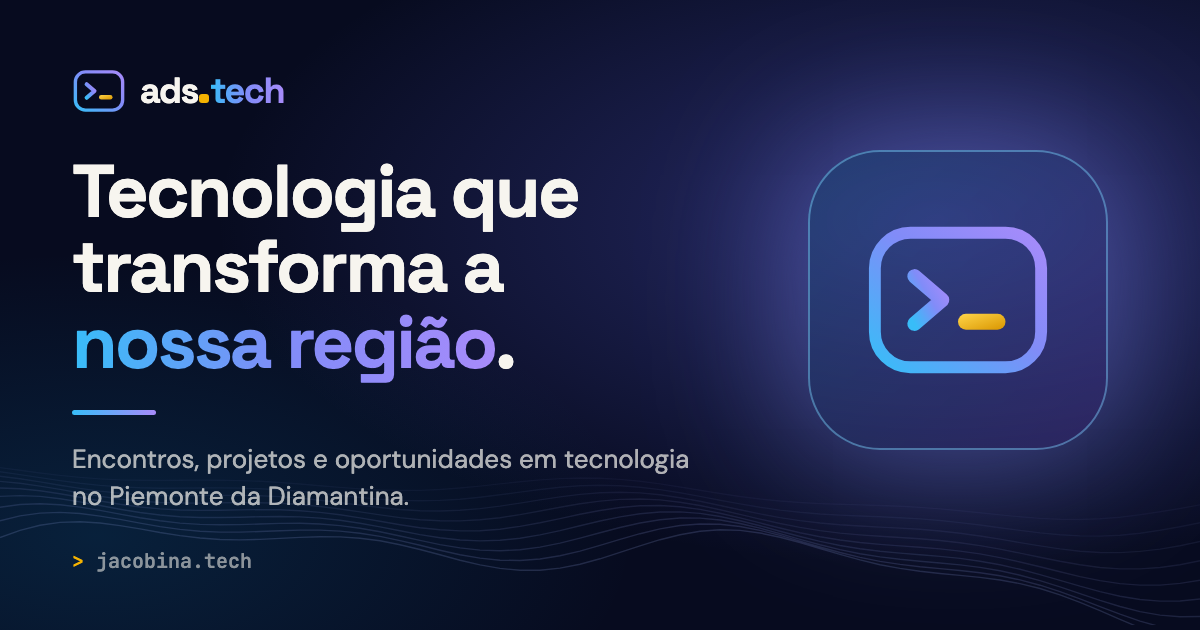 ads.tech
Tecnologia que
transforma a
nossa região.
Encontros, projetos e oportunidades em tecnologia
no Piemonte da Diamantina.
> jacobina.tech